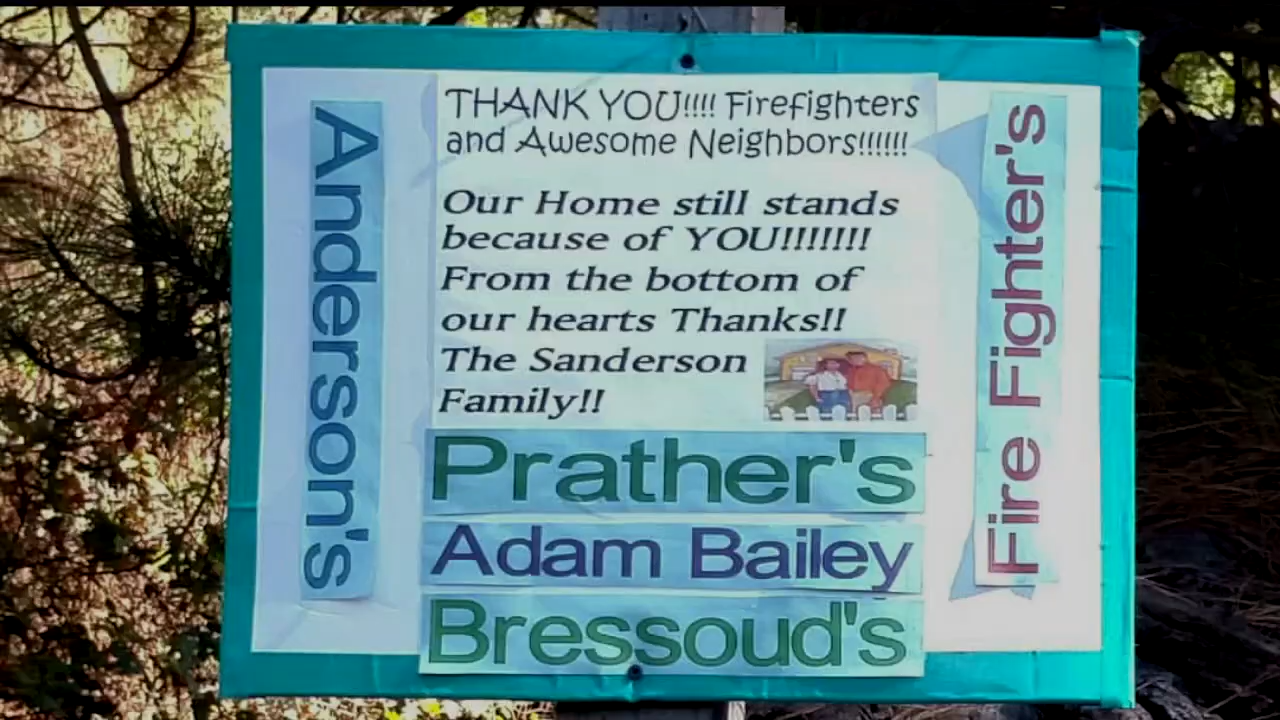 THANK YOU!!!! Firefighters
and Awesome Neighbors!!!!!!
Our Home still stands
because of YOU!!!!!!!
From the bottom of
our hearts Thanks!!
The Sanderson
Family!!
Anderson's
Fire Fighter's
Prather's
Adam Bailey
Bressoud's